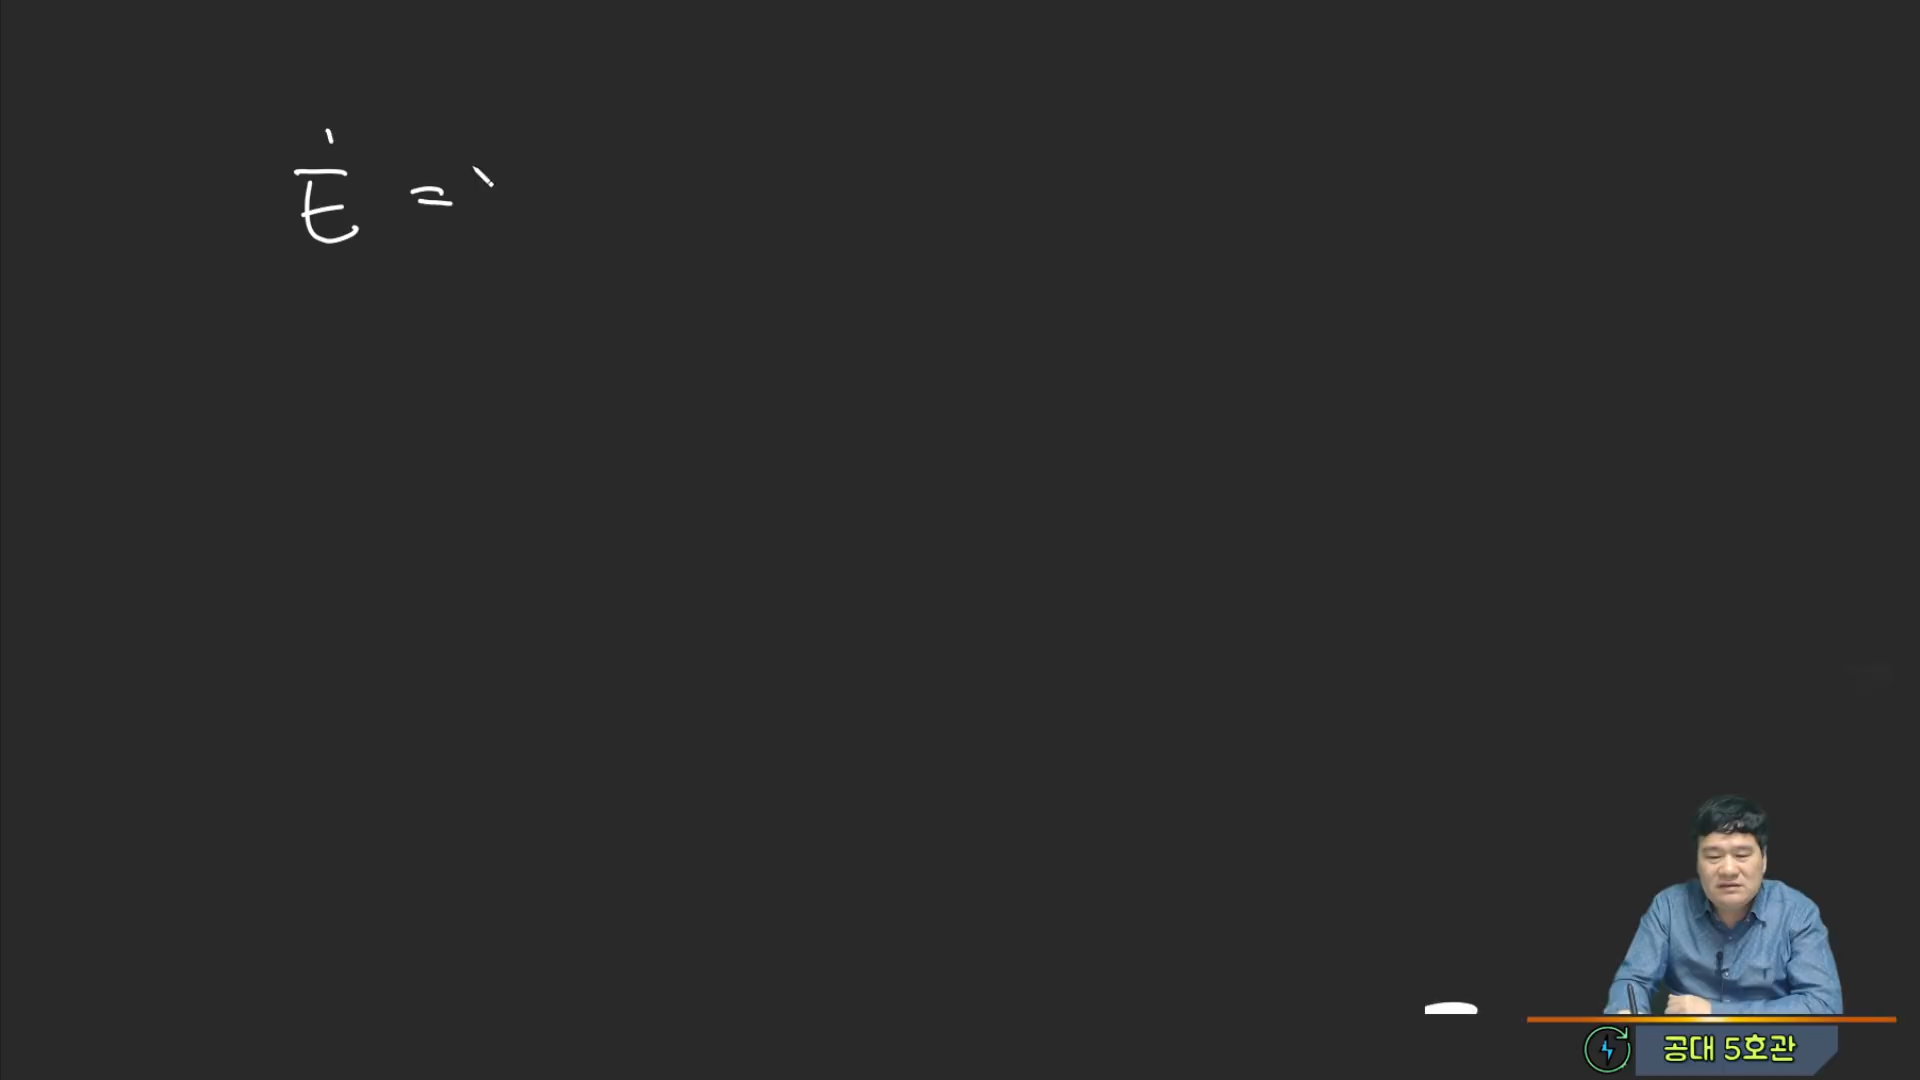 Ė = \
공대 5호관